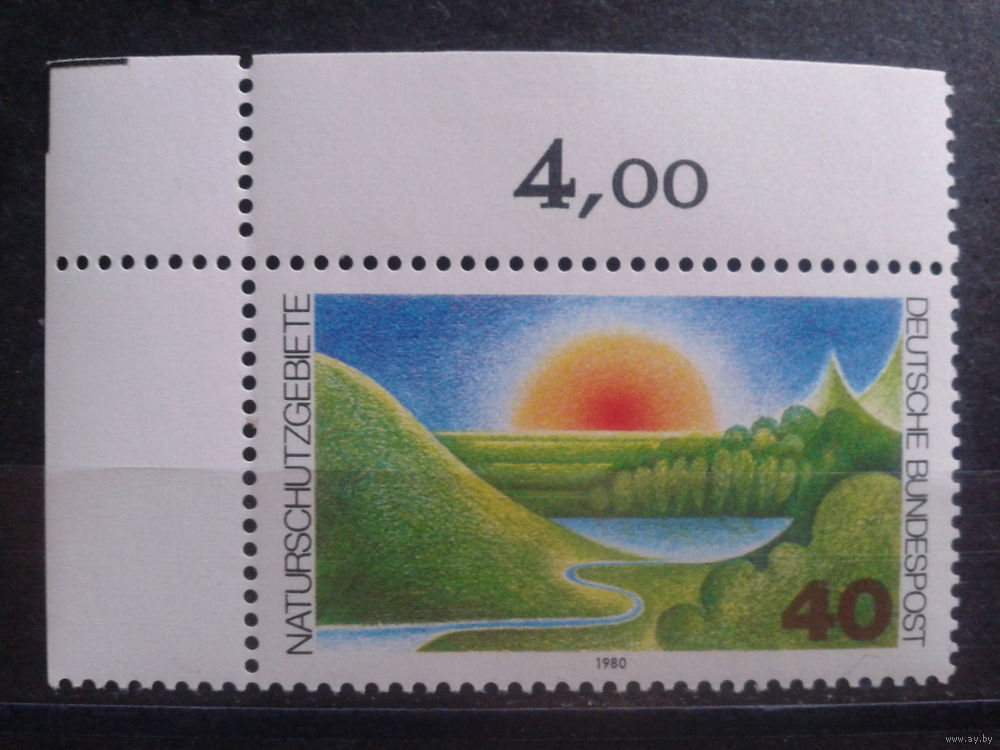 4,00
NATURSCHUTZGEBIETE
DEUTSCHE BUNDESPOST
40
1980
www.ay.by